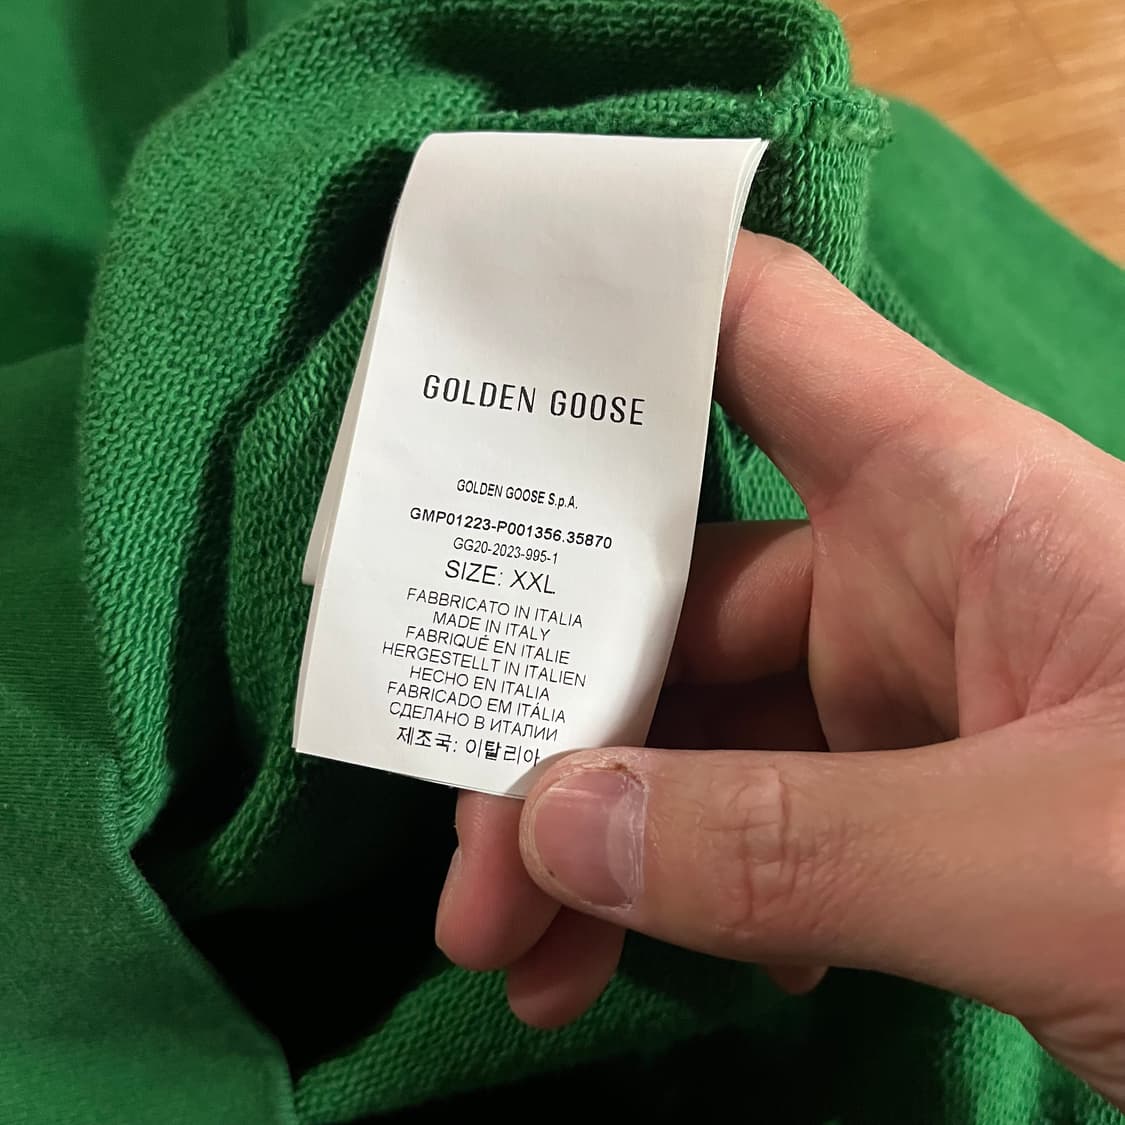 GOLDEN GOOSE
GOLDEN GOOSE S.p.A.
GMP01223-P001356.35870
GG20-2023-995-1
SIZE: XXL
FABBRICATO IN ITALIA
MADE IN ITALY
FABRIQUÉ EN ITALIE
HERGESTELLT IN ITALIEN
HECHO EN ITALIA
FABRICADO EM ITÁLIA
СДЕЛАНО В ИТАЛИИ
제조국: 이탈리아